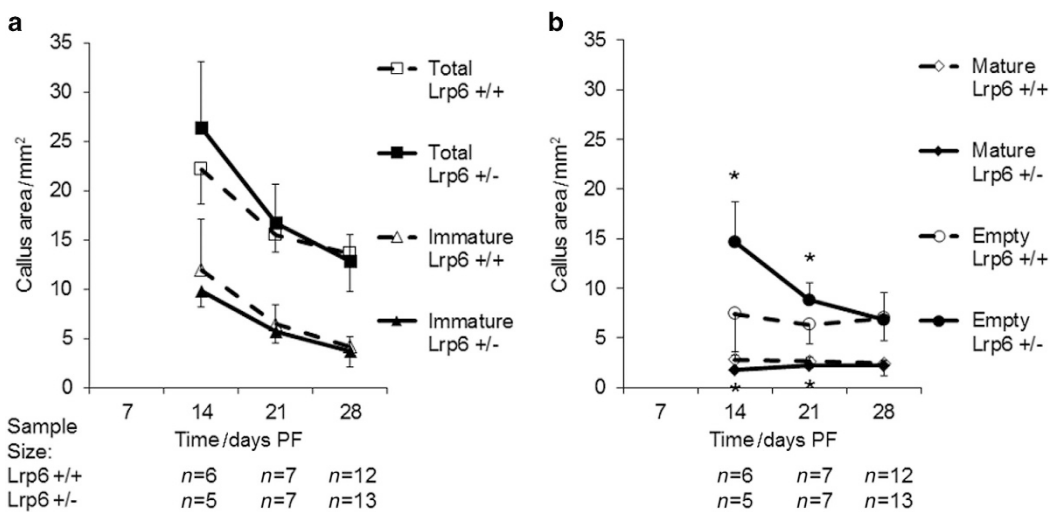 a
35
30
25
20
15
10
5
0
Callus area/mm²
7 14 21 28
Time/days PF
Total
Lrp6 +/+
Total
Lrp6 +/-
Immature
Lrp6 +/+
Immature
Lrp6 +/-
b
35
30
25
20
15
10
5
0
Callus area/mm²
*
*
*
*
7 14 21 28
Time/days PF
Mature
Lrp6 +/+
Mature
Lrp6 +/-
Empty
Lrp6 +/+
Empty
Lrp6 +/-
Sample
Size:
Lrp6 +/+ n=6 n=7 n=12 n=6 n=7 n=12
Lrp6 +/- n=5 n=7 n=13 n=5 n=7 n=13